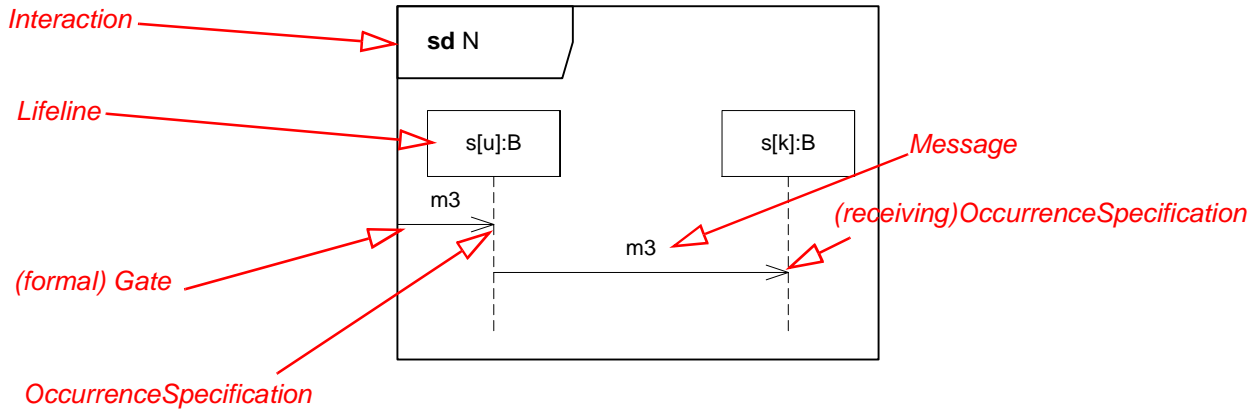 Interaction
sd N
Lifeline
s[u]:B
s[k]:B
Message
m3
(receiving)OccurrenceSpecification
m3
(formal) Gate
OccurrenceSpecification